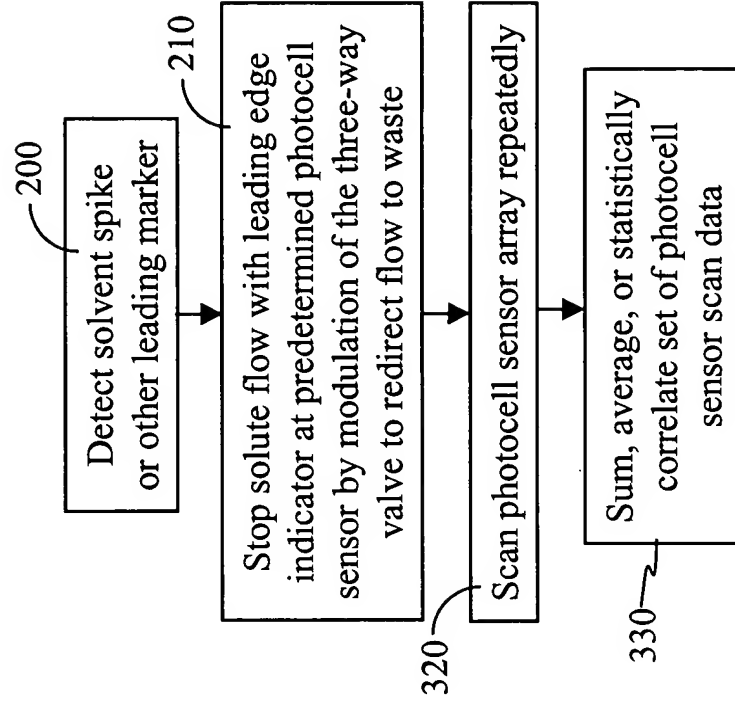 200
Detect solvent spike
or other leading marker
210
Stop solute flow with leading edge
indicator at predetermined photocell
sensor by modulation of the three-way
valve to redirect flow to waste
320
Scan photocell sensor array repeatedly
330
Sum, average, or statistically
correlate set of photocell
sensor scan data